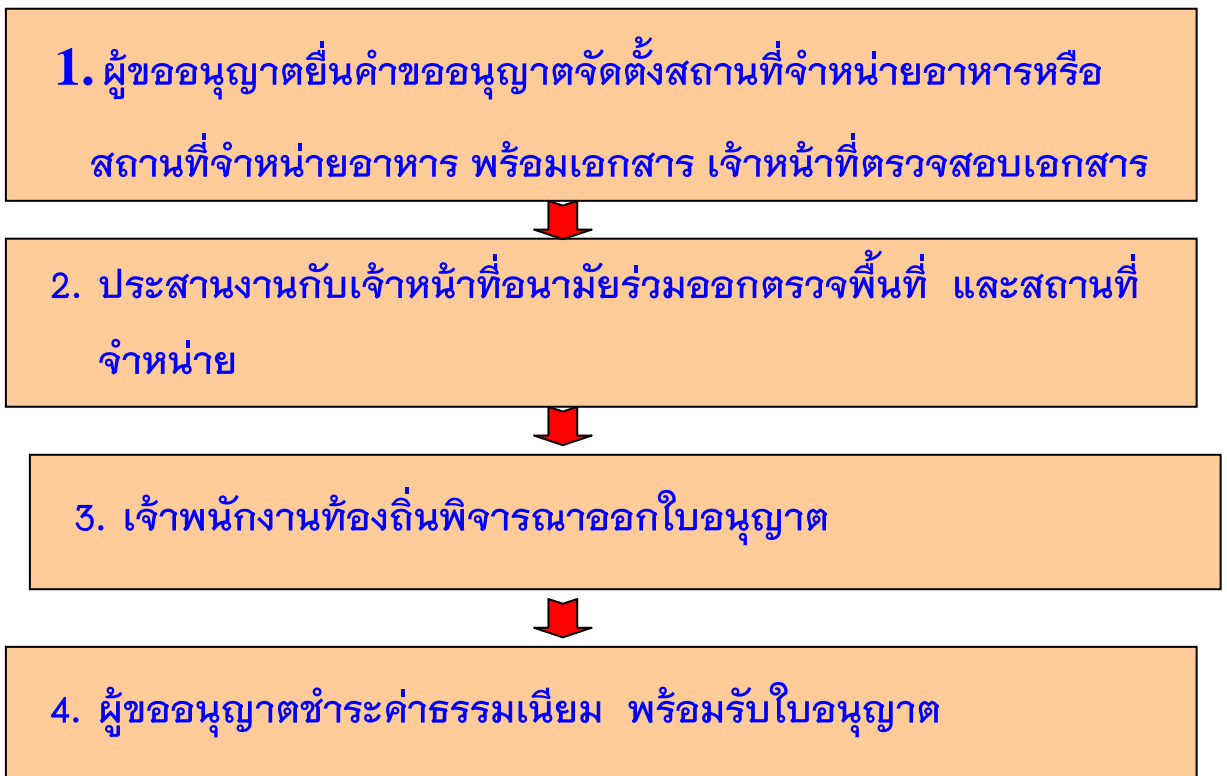 1. ผู้ขออนุญาตยื่นคำขออนุญาตจัดตั้งสถานที่จำหน่ายอาหารหรือ
สถานที่จำหน่ายอาหาร พร้อมเอกสาร เจ้าหน้าที่ตรวจสอบเอกสาร
2. ประสานงานกับเจ้าหน้าที่อนามัยร่วมออกตรวจพื้นที่ และสถานที่
จำหน่าย
3. เจ้าพนักงานท้องถิ่นพิจารณาออกใบอนุญาต
4. ผู้ขออนุญาตชำระค่าธรรมเนียม พร้อมรับใบอนุญาต